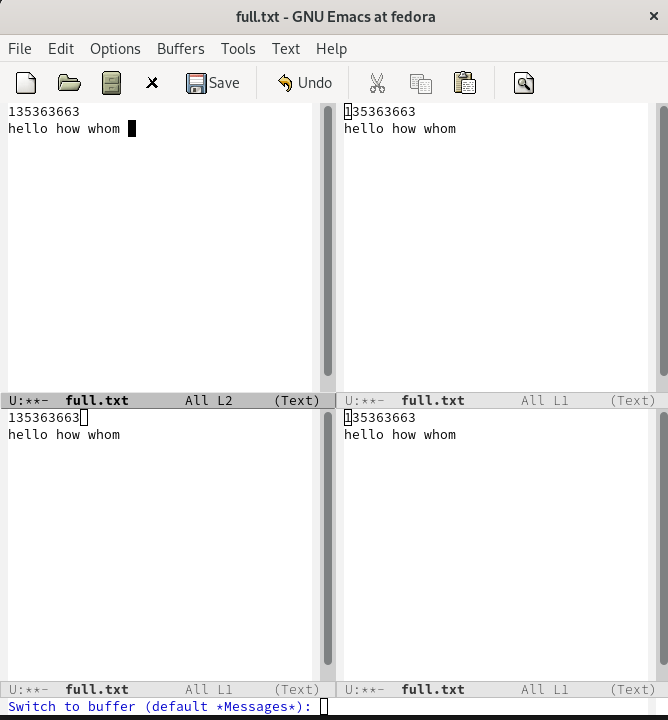 full.txt - GNU Emacs at fedora
File Edit Options Buffers Tools Text Help
Save Undo
135363663
hello how whom
135363663
hello how whom
U:**- full.txt All L2 (Text)
U:**- full.txt All L1 (Text)
135363663
hello how whom
135363663
hello how whom
U:**- full.txt All L1 (Text)
U:**- full.txt All L1 (Text)
Switch to buffer (default *Messages*):